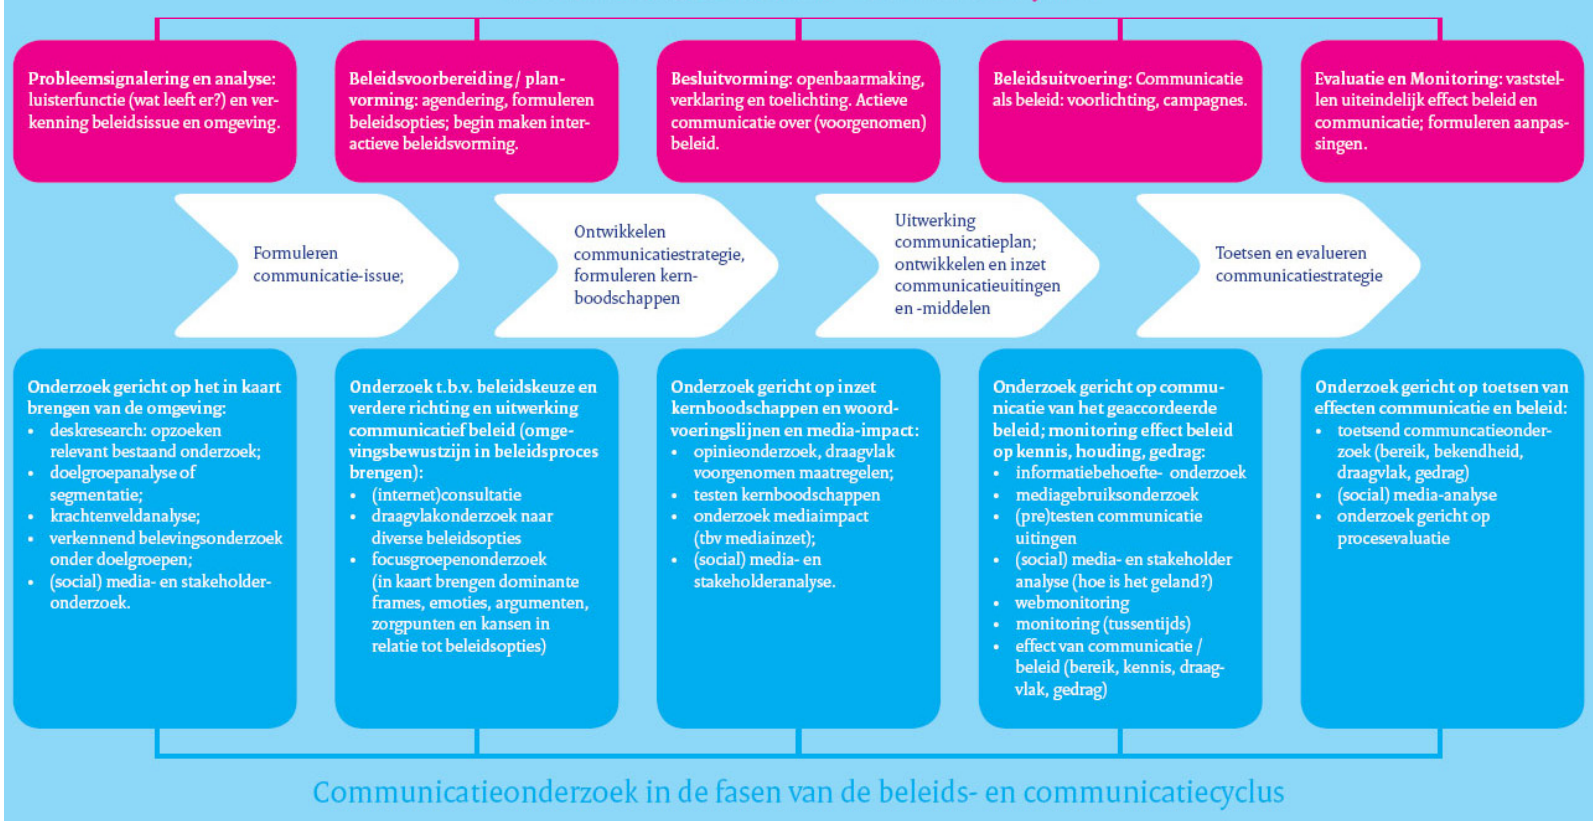 Probleemsignalering en analyse:
luisterfunctie (wat leeft er?) en ver-
kenning beleidsissue en omgeving.
Beleidsvoorbereiding / plan-
vorming: agendering, formuleren
beleidsopties; begin maken inter-
actieve beleidsvorming.
Besluitvorming: openbaarmaking,
verklaring en toelichting. Actieve
communicatie over (voorgenomen)
beleid.
Beleidsuitvoering: Communicatie
als beleid: voorlichting, campagnes.
Evaluatie en Monitoring: vaststel-
len uiteindelijk effect beleid en
communicatie; formuleren aanpas-
singen.
Formuleren
communicatie-issue;
Ontwikkelen
communicatiestrategie,
formuleren kern-
boodschappen
Uitwerking
communicatieplan;
ontwikkelen en inzet
communicatieuitingen
en -middelen
Toetsen en evalueren
communicatiestrategie
Onderzoek gericht op het in kaart
brengen van de omgeving:
• deskresearch: opzoeken
relevant bestaand onderzoek;
• doelgroepanalyse of
segmentatie;
• krachtenveldanalyse;
• verkennend belevingsonderzoek
onder doelgroepen;
• (social) media- en stakeholder-
onderzoek.
Onderzoek t.b.v. beleidskeuze en
verdere richting en uitwerking
communicatief beleid (omge-
vingsbewustzijn in beleidsproces
brengen):
• (internet)consultatie
• draagvlakonderzoek naar
diverse beleidsopties
• focusgroepenonderzoek
(in kaart brengen dominante
frames, emoties, argumenten,
zorgpunten en kansen in
relatie tot beleidsopties)
Onderzoek gericht op inzet
kernboodschappen en woord-
voeringslijnen en media-impact:
• opinieonderzoek, draagvlak
voorgenomen maatregelen;
• testen kernboodschappen
• onderzoek mediaimpact
(tbv mediainzet);
• (social) media- en
stakeholderanalyse.
Onderzoek gericht op commu-
nicatie van het geaccordeerde
beleid; monitoring effect beleid
op kennis, houding, gedrag:
• informatiebehoefte- onderzoek
• mediagebruiksonderzoek
• (pre)testen communicatie
uitingen
• (social) media- en stakeholder
analyse (hoe is het geland?)
• webmonitoring
• monitoring (tussentijds)
• effect van communicatie /
beleid (bereik, kennis, draag-
vlak, gedrag)
Onderzoek gericht op toetsen van
effecten communicatie en beleid:
• toetsend communcatieonder-
zoek (bereik, bekendheid,
draagvlak, gedrag)
• (social) media-analyse
• onderzoek gericht op
procesevaluatie
Communicatieonderzoek in de fasen van de beleids- en communicatiecyclus